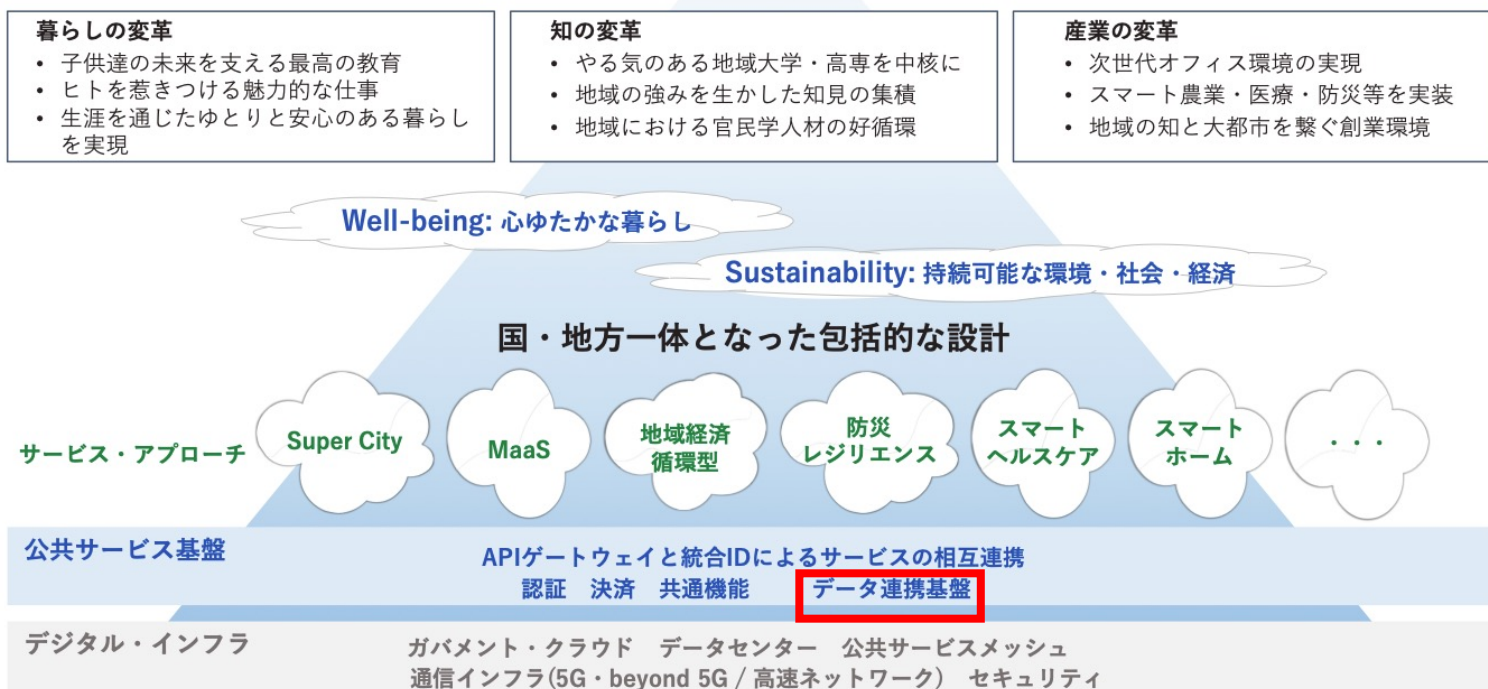 暮らしの変革
• 子供達の未来を支える最高の教育
• ヒトを惹きつける魅力的な仕事
• 生涯を通じたゆとりと安心のある暮らし
を実現
知の変革
• やる気のある地域大学・高専を中核に
• 地域の強みを生かした知見の集積
• 地域における官民学人材の好循環
産業の変革
• 次世代オフィス環境の実現
• スマート農業・医療・防災等を実装
• 地域の知と大都市を繋ぐ創業環境
Well-being: 心ゆたかな暮らし
Sustainability: 持続可能な環境・社会・経済
国・地方一体となった包括的な設計
サービス・アプローチ
Super City
MaaS
地域経済
循環型
防災
レジリエンス
スマート
ヘルスケア
スマート
ホーム
・・・
公共サービス基盤
APIゲートウェイと統合IDによるサービスの相互連携
認証 決済 共通機能 データ連携基盤
デジタル・インフラ
ガバメント・クラウド データセンター 公共サービスメッシュ
通信インフラ(5G・beyond 5G / 高速ネットワーク) セキュリティ